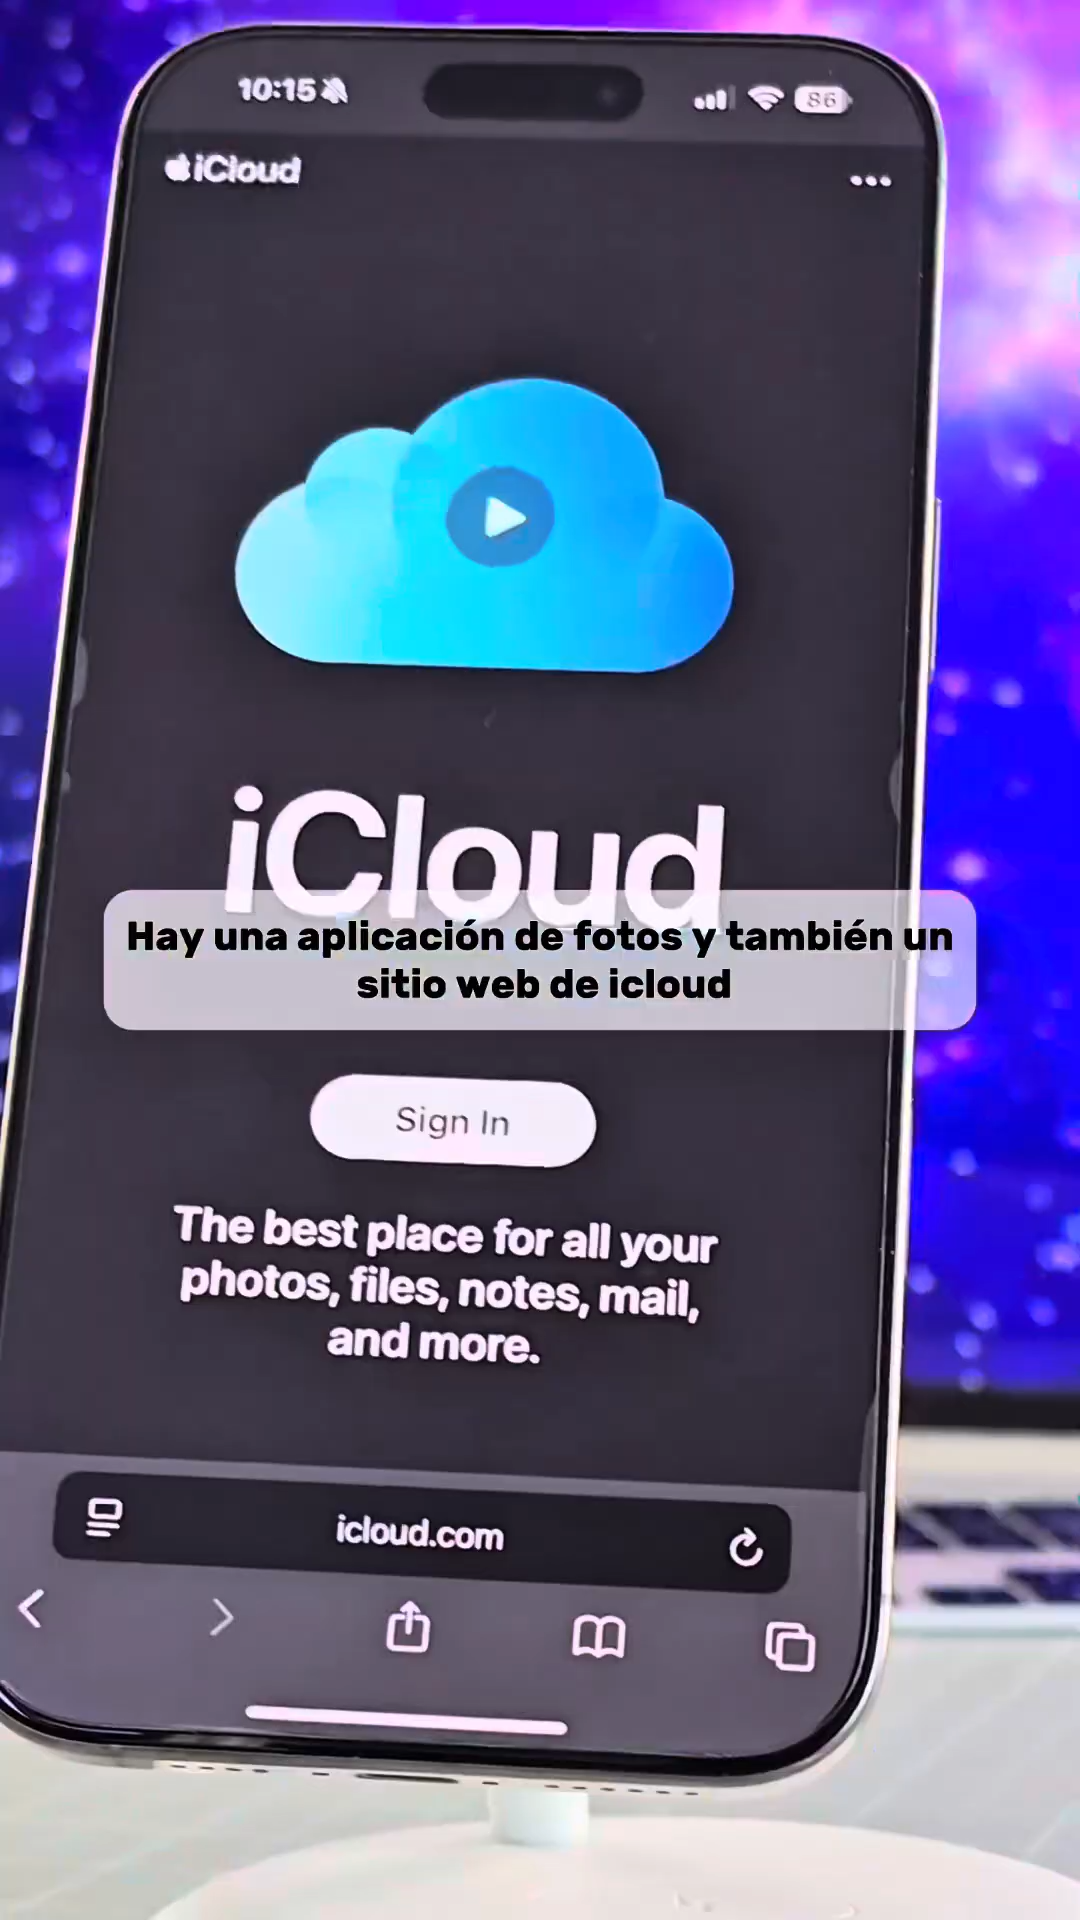 10:15
86
iCloud
iCloud
Hay una aplicación de fotos y también un
sitio web de icloud
Sign In
The best place for all your
photos, files, notes, mail,
and more.
icloud.com